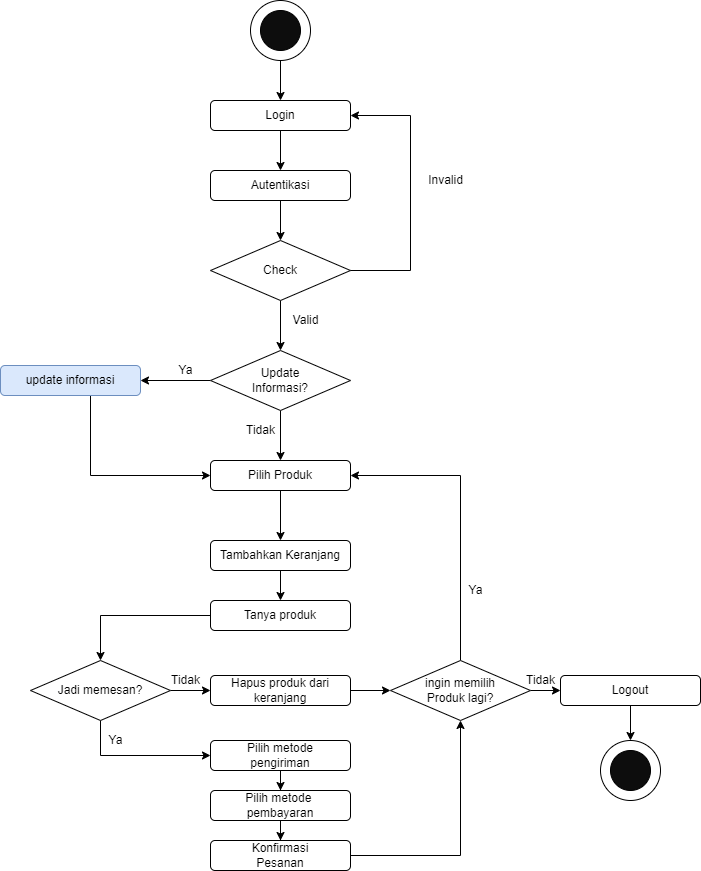 Login
Autentikasi
Invalid
Check
Valid
Update
Informasi?
Ya
update informasi
Tidak
Pilih Produk
Tambahkan Keranjang
Tanya produk
Ya
Jadi memesan?
Tidak
Hapus produk dari
keranjang
ingin memilih
Produk lagi?
Tidak
Logout
Ya
Pilih metode
pengiriman
Pilih metode
pembayaran
Konfirmasi
Pesanan